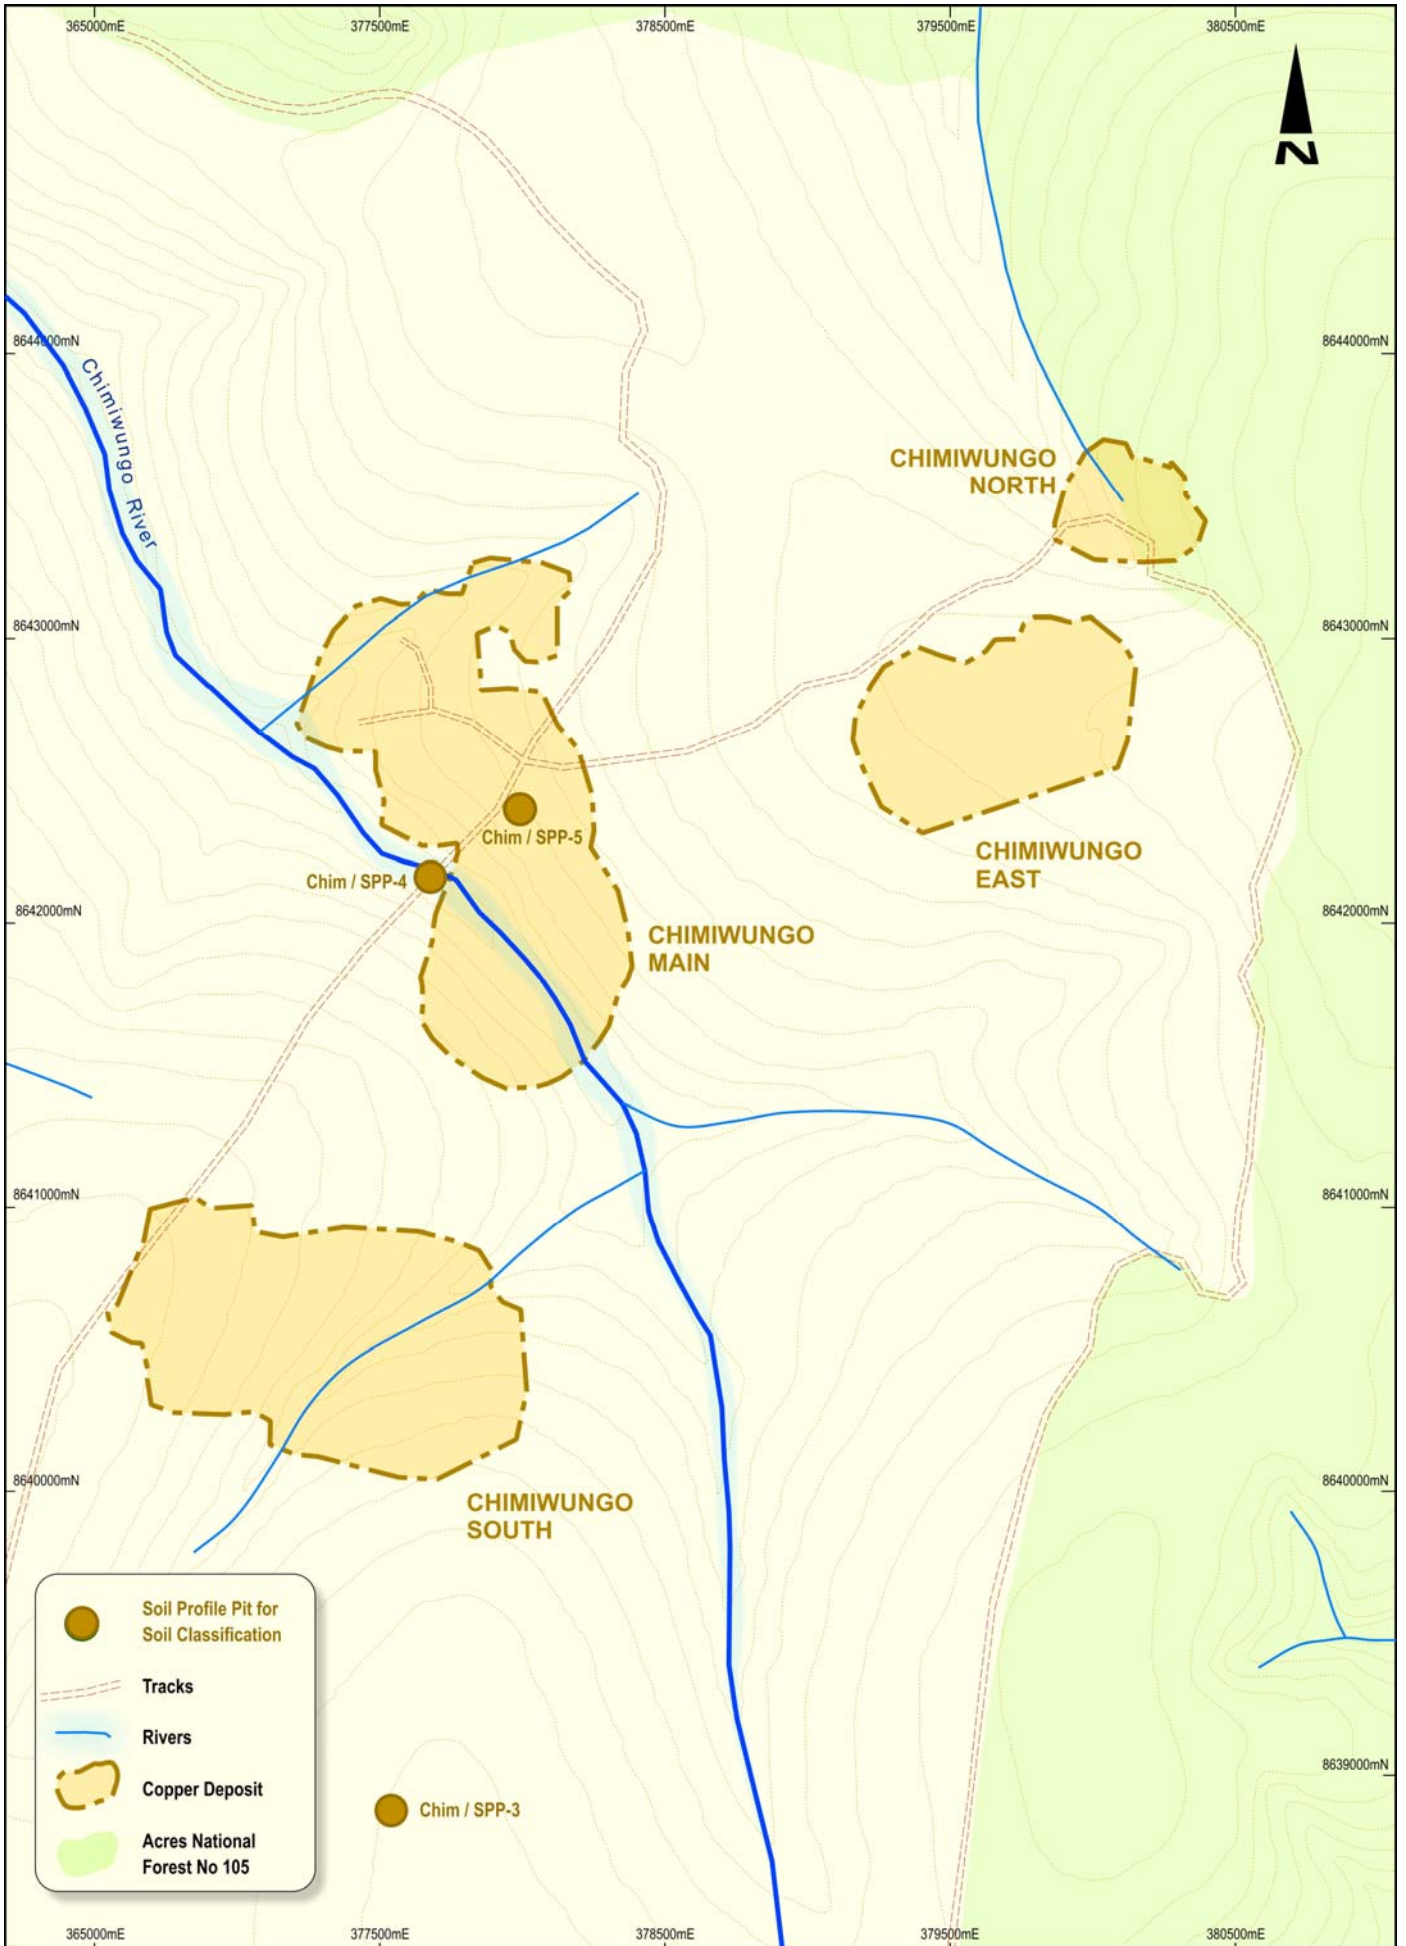 365000mE
377500mE
378500mE
379500mE
380500mE
N
8644000mN
8644000mN
Chimiwungo River
CHIMIWUNGO
NORTH
8643000mN
8643000mN
Chim / SPP-5
CHIMIWUNGO
EAST
Chim / SPP-4
8642000mN
8642000mN
CHIMIWUNGO
MAIN
8641000mN
8641000mN
8640000mN
8640000mN
CHIMIWUNGO
SOUTH
Soil Profile Pit for
Soil Classification
Tracks
Rivers
Copper Deposit
Acres National
Forest No 105
8639000mN
Chim / SPP-3
365000mE
377500mE
378500mE
379500mE
380500mE